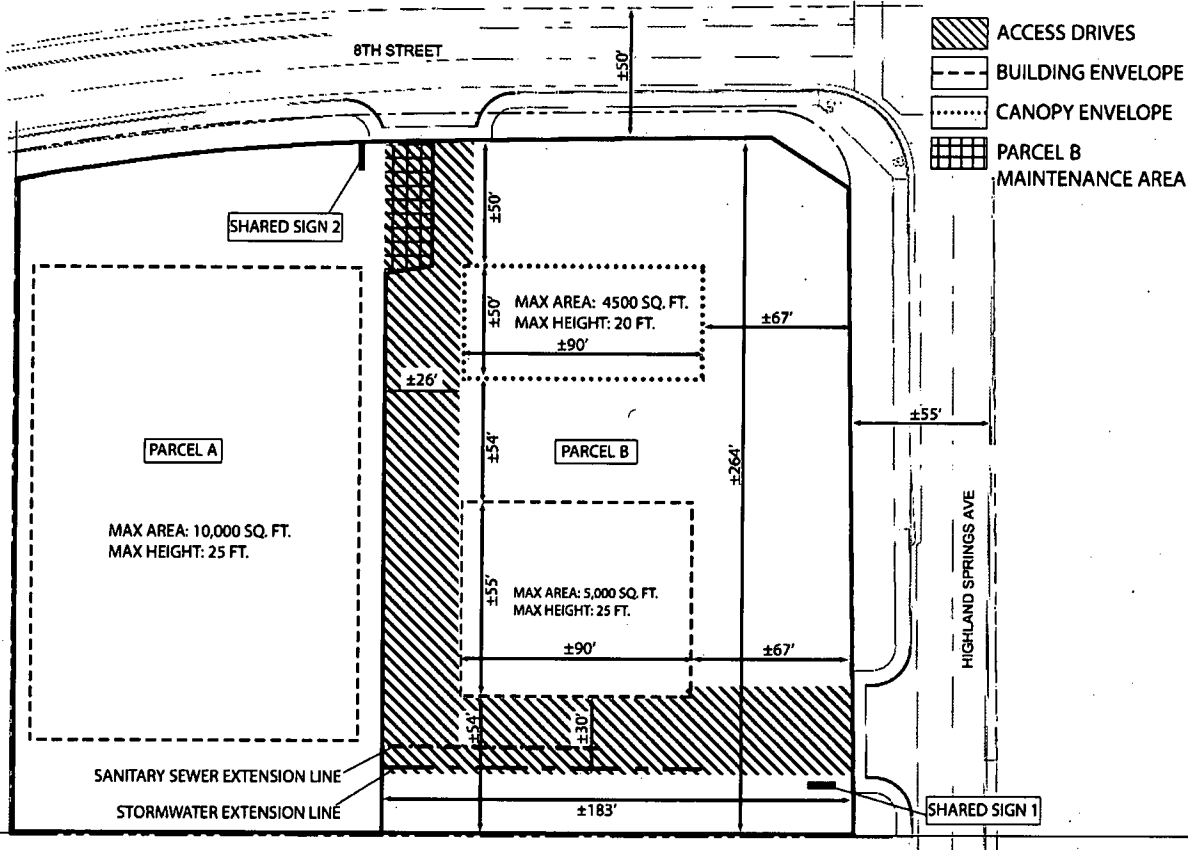 8TH STREET
±50'
ACCESS DRIVES
BUILDING ENVELOPE
CANOPY ENVELOPE
PARCEL B
MAINTENANCE AREA
SHARED SIGN 2
±50'
±50'
MAX AREA: 4500 SQ. FT.
MAX HEIGHT: 20 FT.
±90'
±67'
±26'
±55'
PARCEL A
±54'
PARCEL B
±264'
MAX AREA: 10,000 SQ. FT.
MAX HEIGHT: 25 FT.
±55'
MAX AREA: 5,000 SQ. FT.
MAX HEIGHT: 25 FT.
HIGHLAND SPRINGS AVE
±90'
±67'
±54'
±30'
SANITARY SEWER EXTENSION LINE
STORMWATER EXTENSION LINE
±183'
SHARED SIGN 1